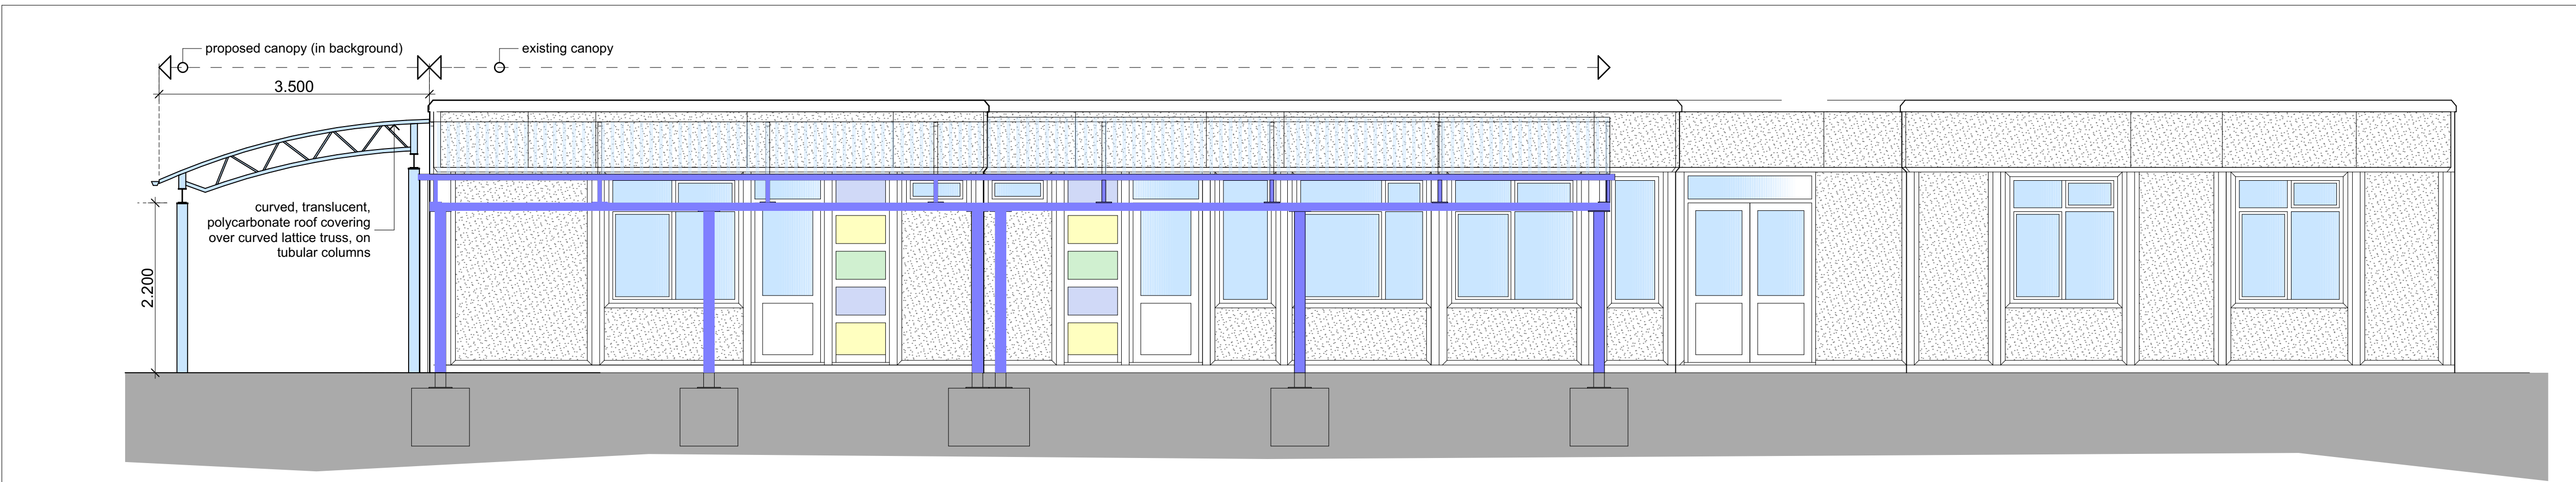 proposed canopy (in background)
existing canopy
3.500
curved, translucent,
polycarbonate roof covering
over curved lattice truss, on
tubular columns
2.200